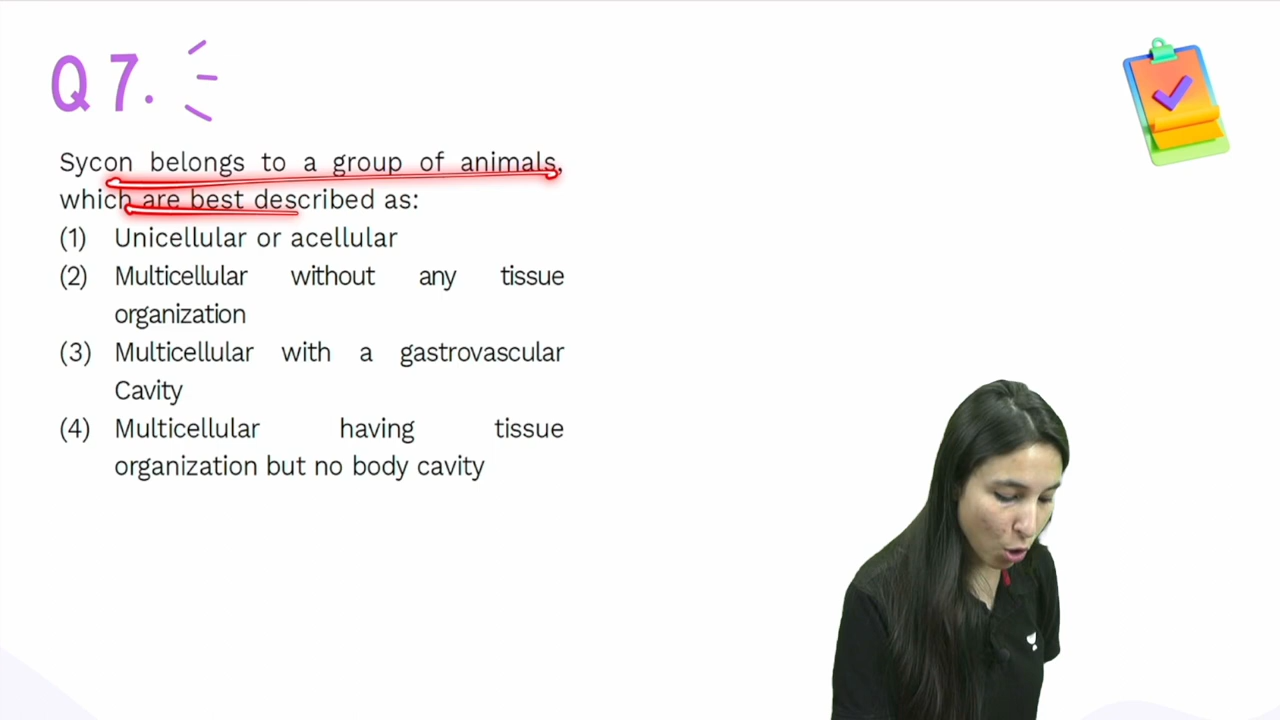 Q 7.
Sycon belongs to a group of animals,
which are best described as:
(1) Unicellular or acellular
(2) Multicellular without any tissue
organization
(3) Multicellular with a gastrovascular
Cavity
(4) Multicellular having tissue
organization but no body cavity